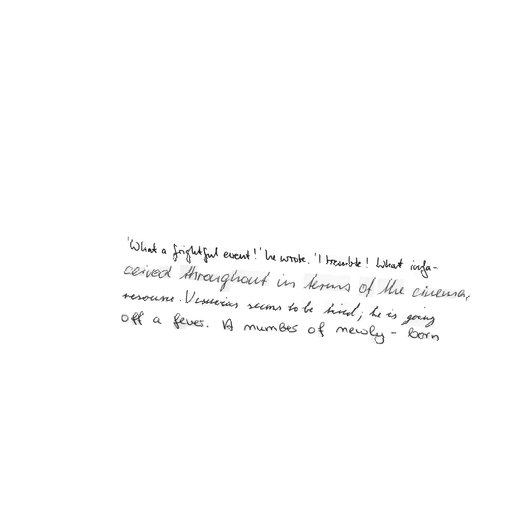 'What a frightful event!' he wrote. 'I tremble! What infa-
ceived throughout in terms of the cinema,
resource. Vesuvius seems to be tired; he is going
off a fever. A number of newly-born